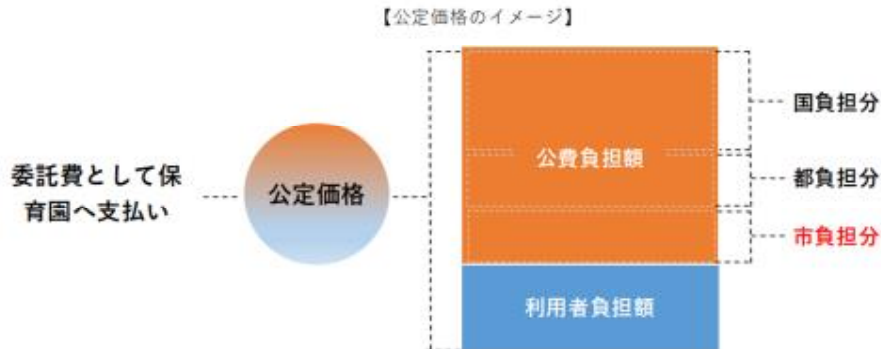 【公定価格のイメージ】
国負担分
公費負担額
委託費として保
育園へ支払い
公定価格
都負担分
市負担分
利用者負担額